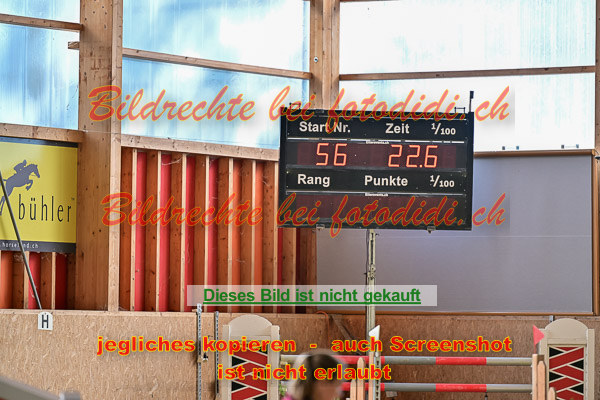 Bildrechte bei fotodidi.ch
Start Nr. Zeit 1/100
56 22.6
Rang Punkte 1/100
bühler
Bildrechte bei fotodidi.ch
Dieses Bild ist nicht gekauft
H
jegliches kopieren - auch Screenshot
ist nicht erlaubt